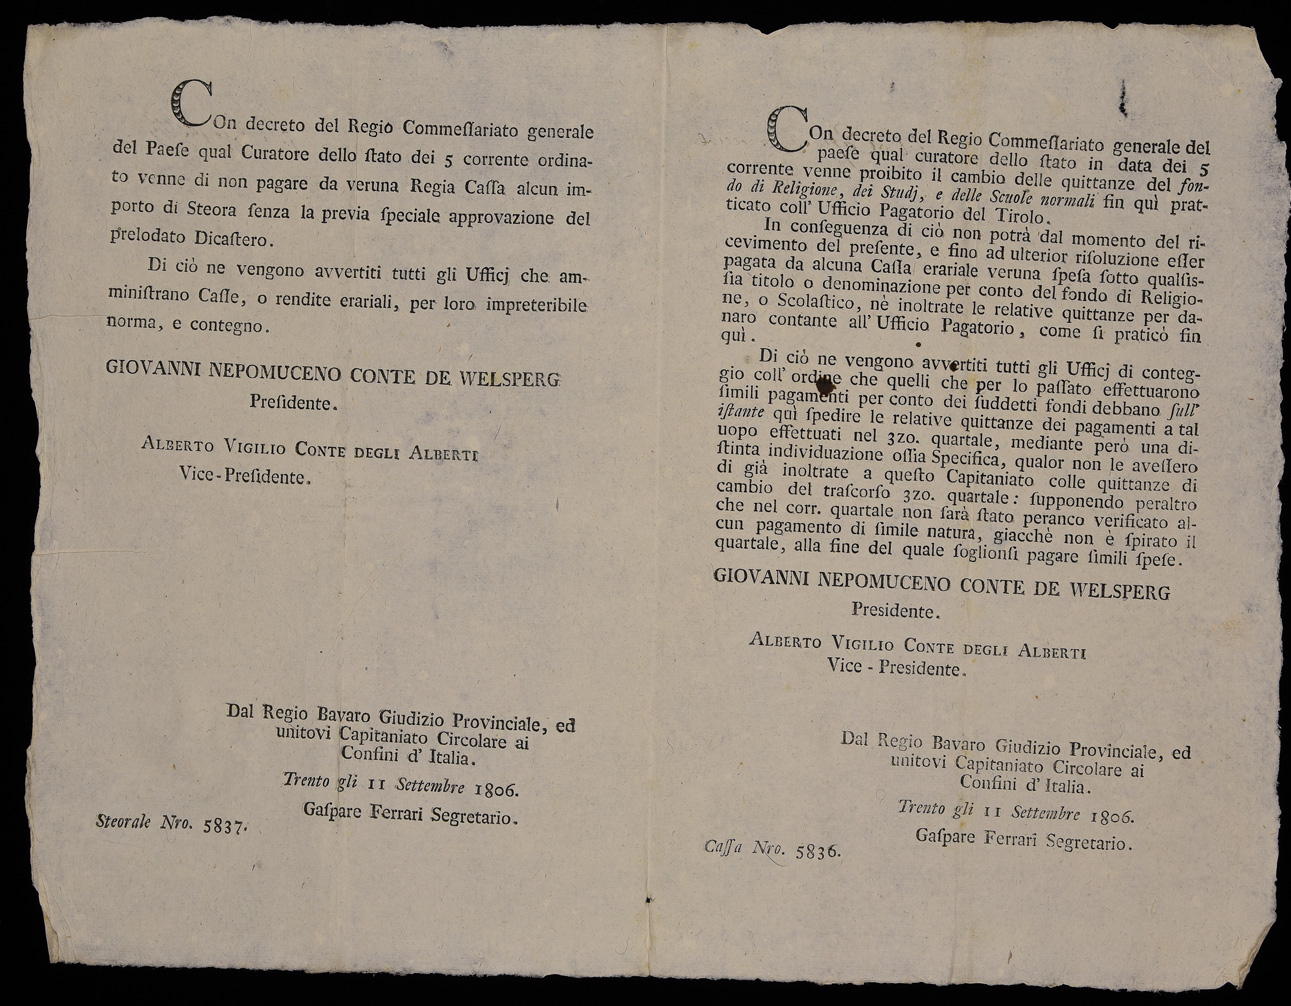 COn decreto del Regio Commeſſariato generale
del Paeſe qual Curatore dello ſtato dei 5 corrente ordina-
to venne di non pagare da veruna Regia Caſſa alcun im-
porto di Steora ſenza la previa ſpeciale approvazione del
prelodato Dicaſtero.
Di ciò ne vengono avvertiti tutti gli Ufficj che am-
miniſtrano Caſſe, o rendite erariali, per loro impreteribile
norma, e contegno.
GIOVANNI NEPOMUCENO CONTE DE WELSPERG
Preſidente.
ALBERTO VIGILIO CONTE DEGLI ALBERTI
Vice-Preſidente.
Dal Regio Bavaro Giudizio Provinciale, ed
unitovi Capitaniato Circolare ai
Confini d' Italia.
Trento gli 11 Settembre 1806.
Gaſpare Ferrari Segretario.
Steorale Nro. 5837.
COn decreto del Regio Commeſſariato generale del
paeſe qual curatore dello ſtato in data dei 5
corrente venne proibito il cambio delle quittanze del fon-
do di Religione, dei Studj, e delle Scuole normali fin quì prat-
ticato coll' Ufficio Pagatorio del Tirolo.
In conſeguenza di ciò non potrà dal momento del ri-
cevimento del preſente, e fino ad ulterior riſoluzione eſſer
pagata da alcuna Caſſa erariale veruna ſpeſa ſotto qualſiſ-
ſia titolo o denominazione per conto del fondo di Religio-
ne, o Scolaſtico, nè inoltrate le relative quittanze per da-
naro contante all' Ufficio Pagatorio, come ſi praticò fin
quì.
Di ciò ne vengono avvertiti tutti gli Ufficj di conteg-
gio coll' ordine che quelli che per lo paſſato effettuarono
ſimili pagamenti per conto dei ſuddetti fondi debbano ſull'
iſtante quì ſpedire le relative quittanze dei pagamenti a tal
uopo effettuati nel 3zo. quartale, mediante però una di-
ſtinta individuazione oſſia Specifica, qualor non le aveſſero
di già inoltrate a queſto Capitaniato colle quittanze di
cambio del traſcorſo 3zo. quartale: ſupponendo peraltro
che nel corr. quartale non ſarà ſtato peranco verificato al-
cun pagamento di ſimile natura, giacchè non è ſpirato il
quartale, alla fine del quale ſoglionſi pagare ſimili ſpeſe.
GIOVANNI NEPOMUCENO CONTE DE WELSPERG
Presidente.
ALBERTO VIGILIO CONTE DEGLI ALBERTI
Vice - Presidente.
Dal Regio Bavaro Giudizio Provinciale, ed
unitovi Capitaniato Circolare ai
Confini d' Italia.
Trento gli 11 Settembre 1806.
Gaſpare Ferrari Segretario.
Caſſa Nro. 5836.